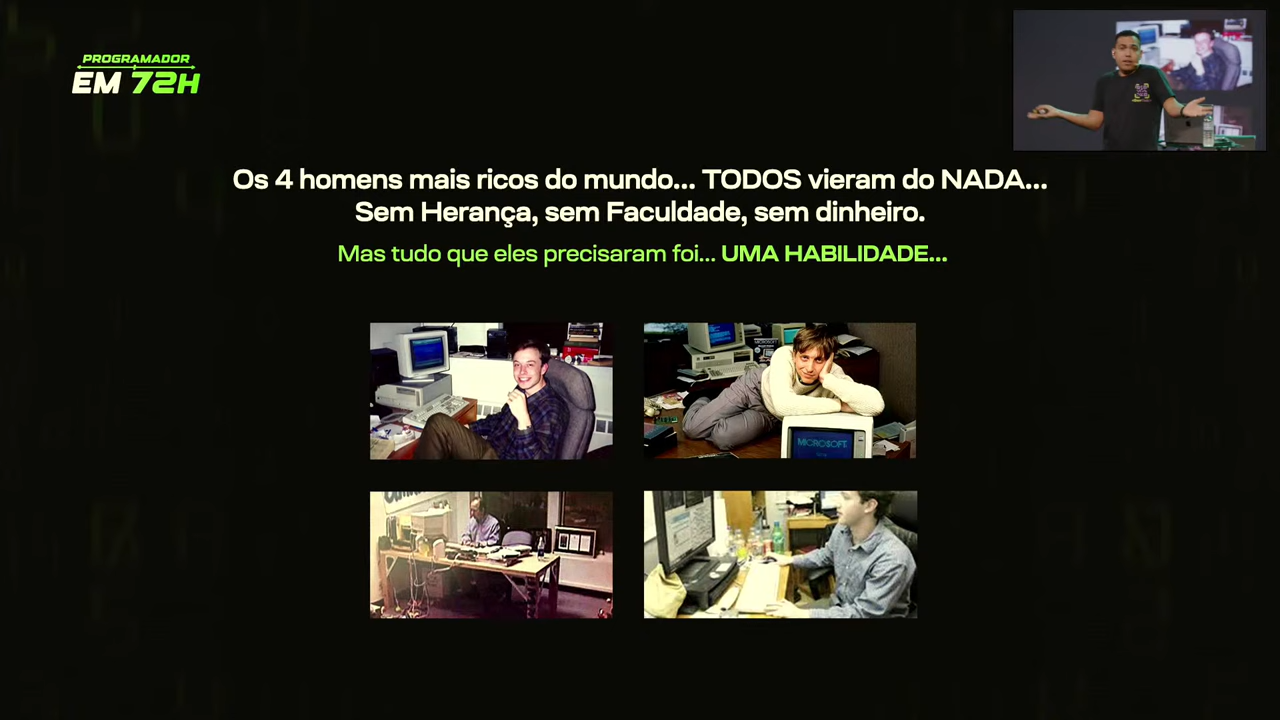 PROGRAMADOR
EM 72H
Os 4 homens mais ricos do mundo... TODOS vieram do NADA...
Sem Herança, sem Faculdade, sem dinheiro.
Mas tudo que eles precisaram foi... UMA HABILIDADE...
MICROSOFT
MICROSOFT